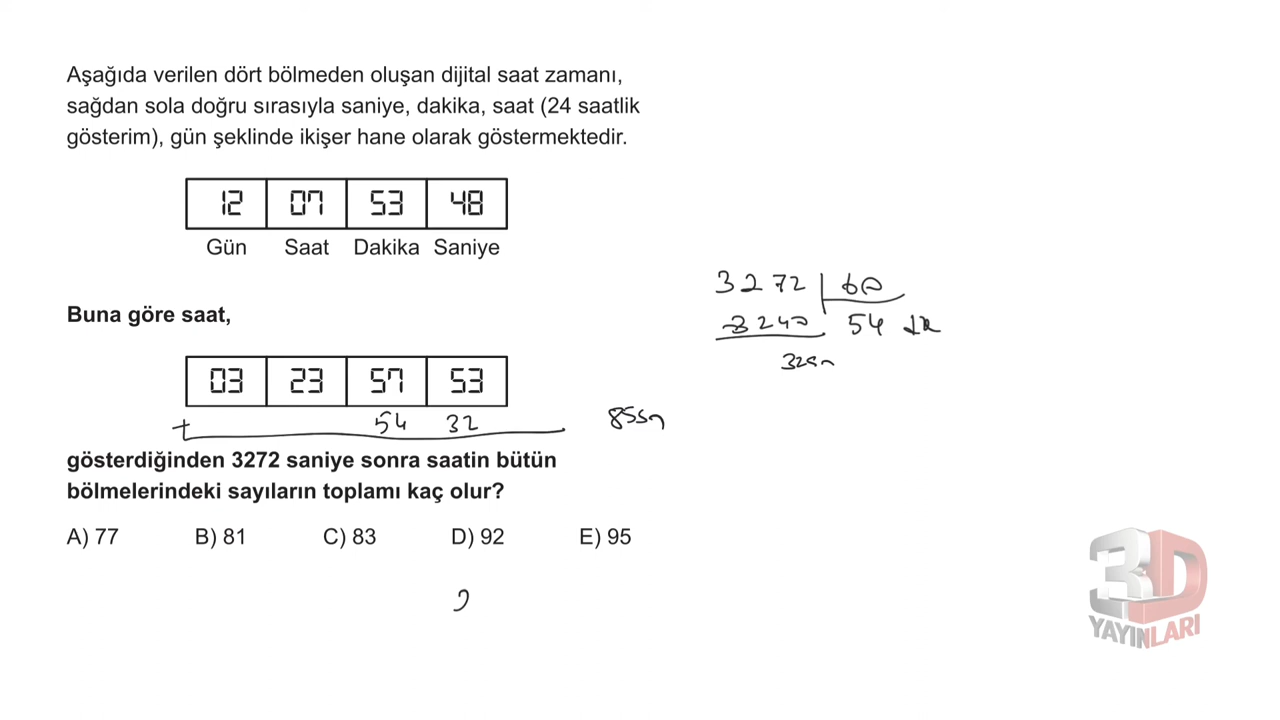 Aşağıda verilen dört bölmeden oluşan dijital saat zamanı,
sağdan sola doğru sırasıyla saniye, dakika, saat (24 saatlik
gösterim), gün şeklinde ikişer hane olarak göstermektedir.
12 07 53 48
Gün Saat Dakika Saniye
Buna göre saat,
03 23 57 53
+ 54 32
85sn
gösterdiğinden 3272 saniye sonra saatin bütün
bölmelerindeki sayıların toplamı kaç olur?
A) 77 B) 81 C) 83 D) 92 E) 95
3272 60
-3240 54 dk
32sn
3D
YAYINLARI